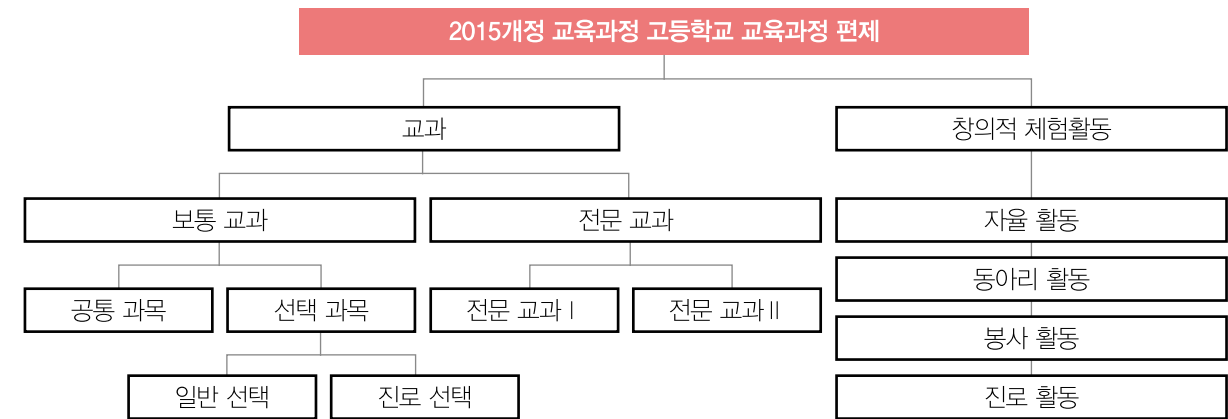 2015개정 교육과정 고등학교 교육과정 편제
교과
창의적 체험활동
보통 교과
전문 교과
자율 활동
동아리 활동
공통 과목
선택 과목
전문 교과Ⅰ
전문 교과Ⅱ
봉사 활동
일반 선택
진로 선택
진로 활동